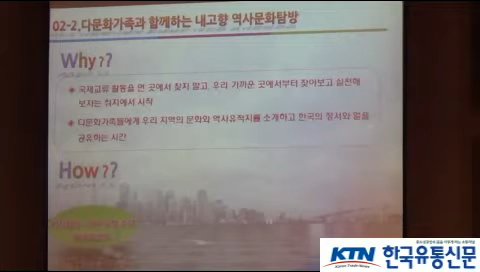 02-2.다문화가족과 함께하는 내고향 역사문화탐방
Why??
국제교류 활동을 먼 곳에서 찾지 말고, 우리 가까운 곳에서부터 찾아보고 실천해
보자는 취지에서 시작
다문화가족들에게 우리 지역의 문화와 역사유적지를 소개하고 한국의 정서와 말을
공유하는 시간
How??
KTN 한국유통신문